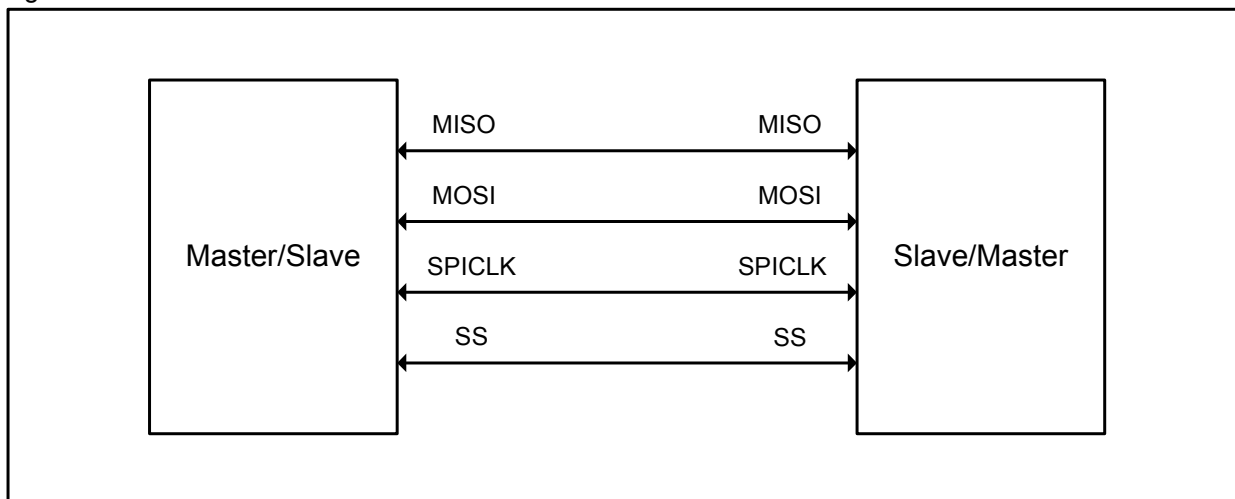 MISO MISO
MOSI MOSI
Master/Slave Slave/Master
SPICLK SPICLK
SS SS